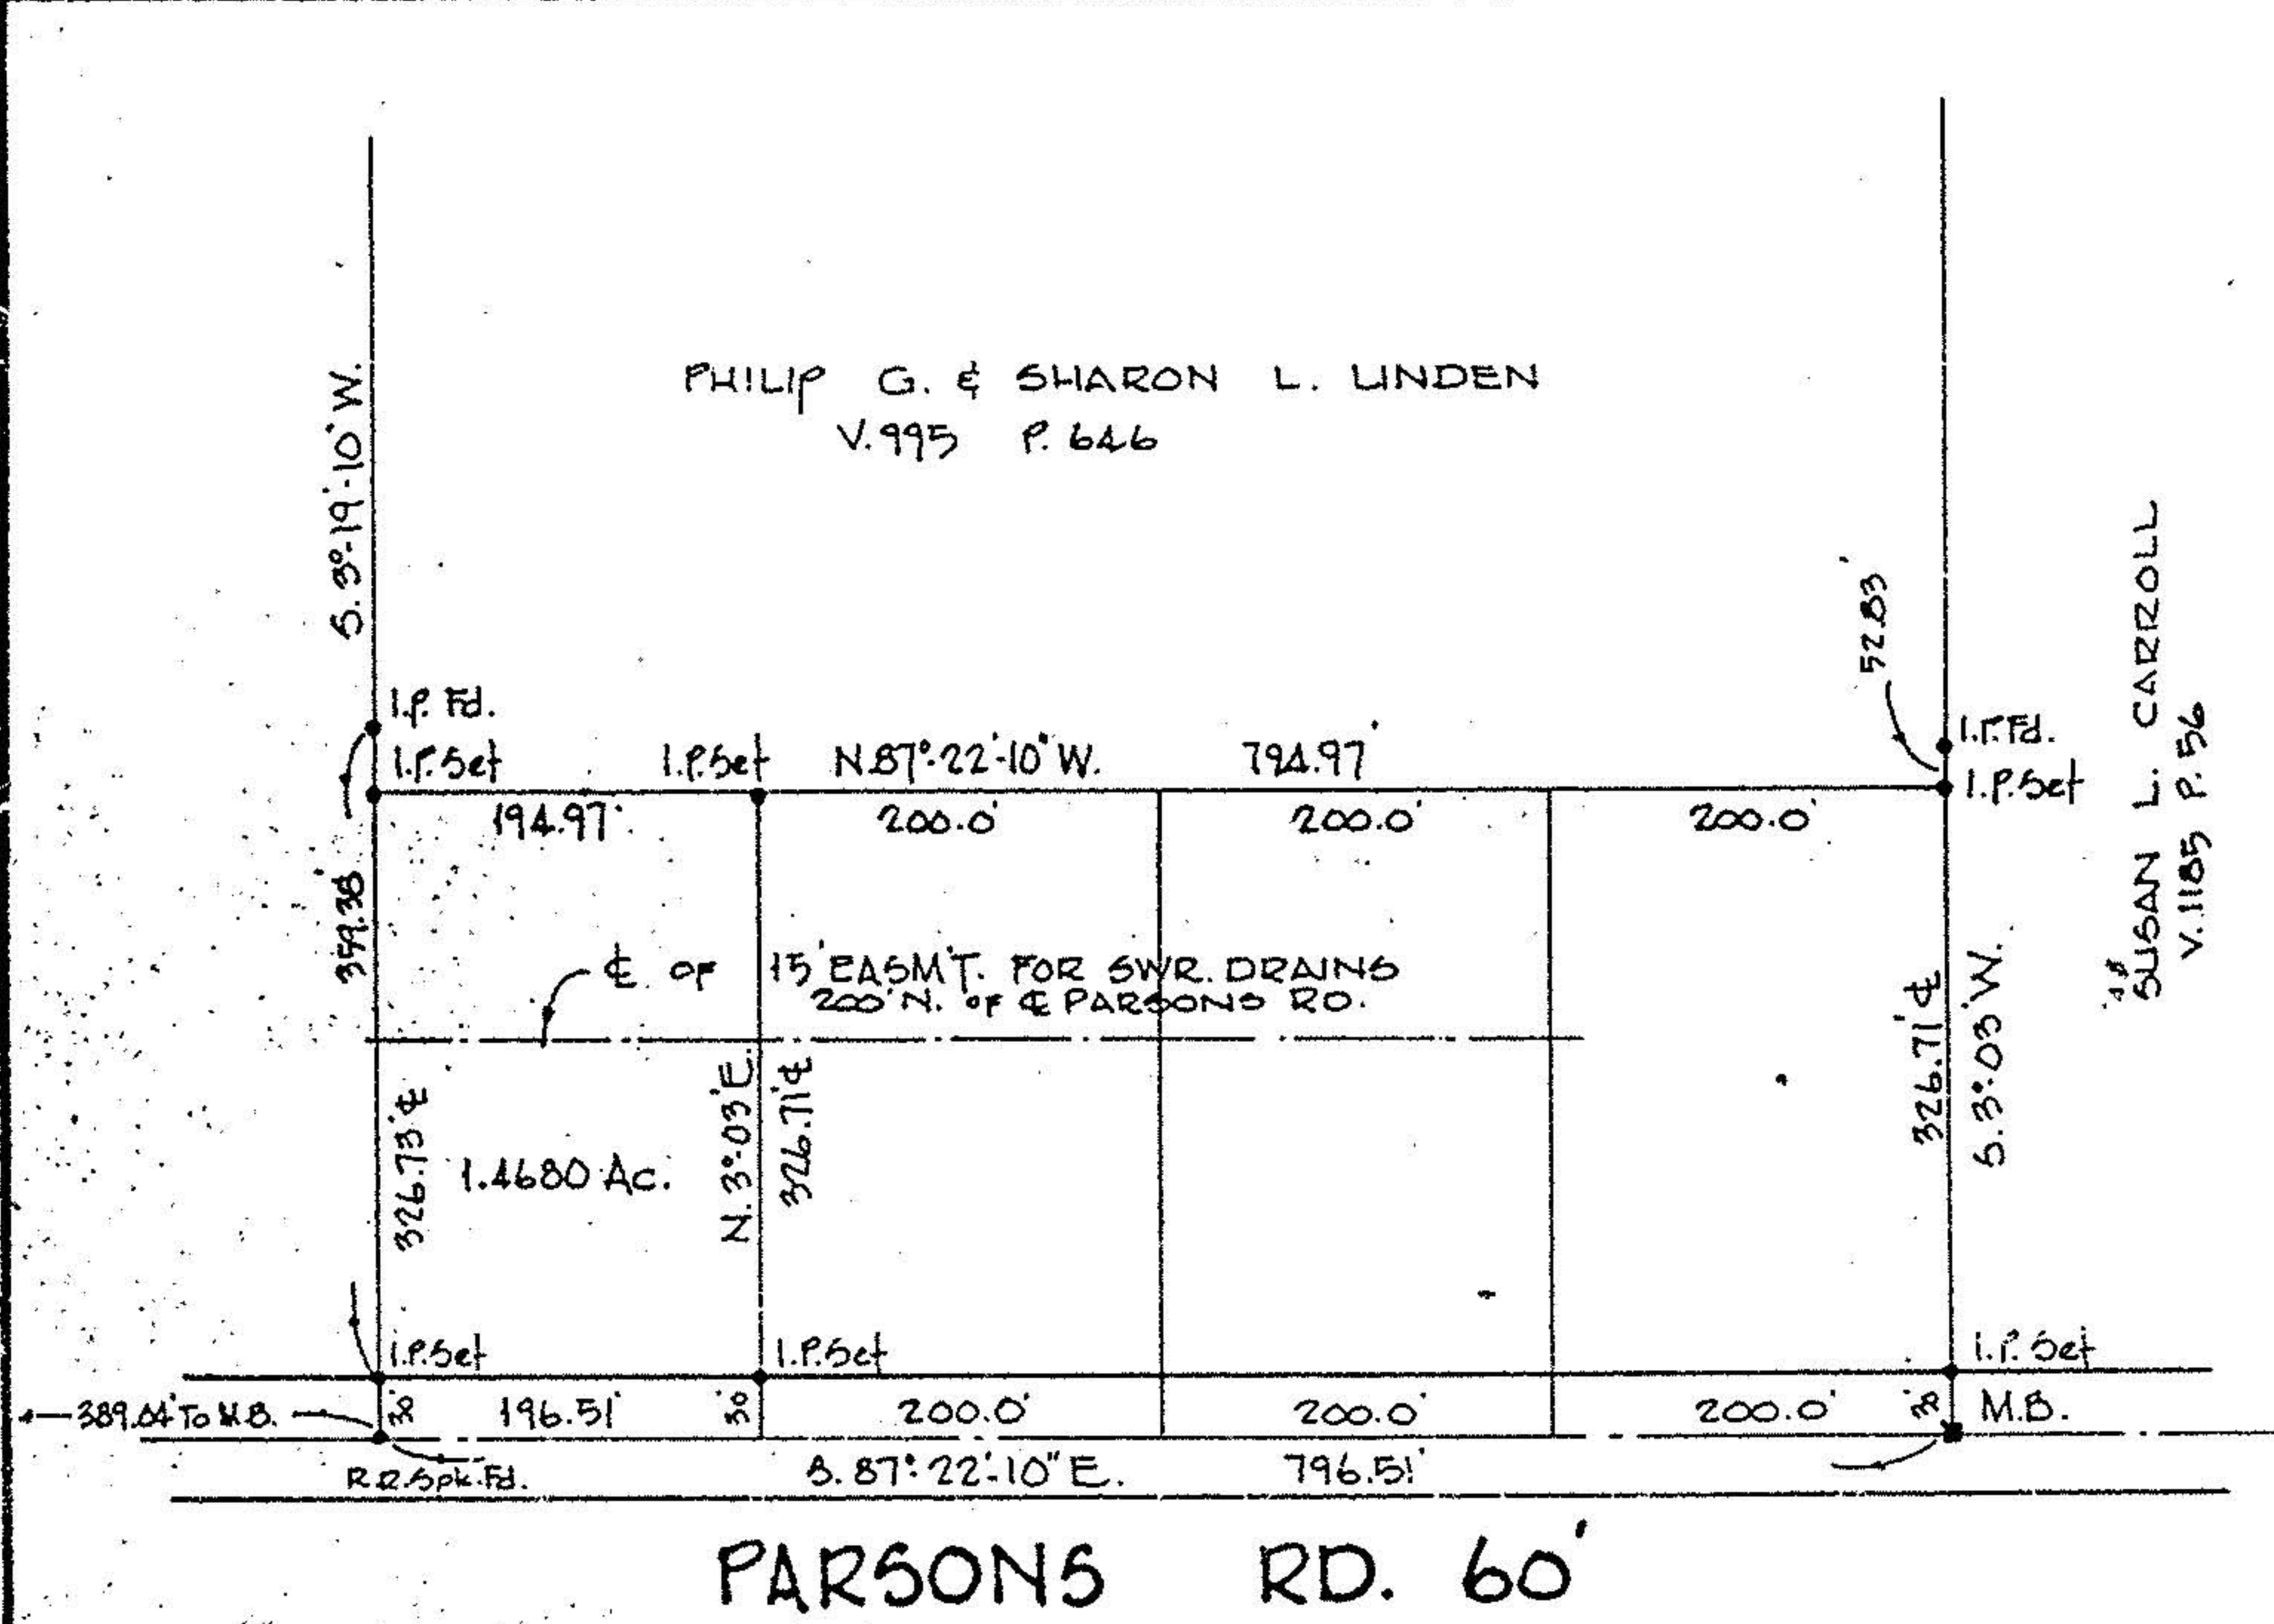 PHILIP G. & SHARON L. LINDEN
V.995 P. 646
S. 3°-19'-10" W.
52.83'
SUSAN L. CARROLL
V. 1185 P. 56
I.P. Fd.
I.P. Set
I.P. Set
N.87°-22'-10" W.
794.97'
I.P. Fd.
I.P. Set
194.97'
200.0'
200.0'
200.0'
359.38'
℄ OF 15' EASM'T. FOR SWR. DRAINS
200' N. OF ℄ PARSONS RD.
326.73' ℄
1.4680 Ac.
N. 3°-03' E.
326.71' ℄
326.71' ℄
S. 3°-03' W.
I.P. Set
I.P. Set
I.P. Set
389.04' To M.B.
30'
196.51'
30'
200.0'
200.0'
200.0'
30'
M.B.
R.R. Spk. Fd.
S. 87°-22'-10" E.
796.51'
PARSONS RD. 60'